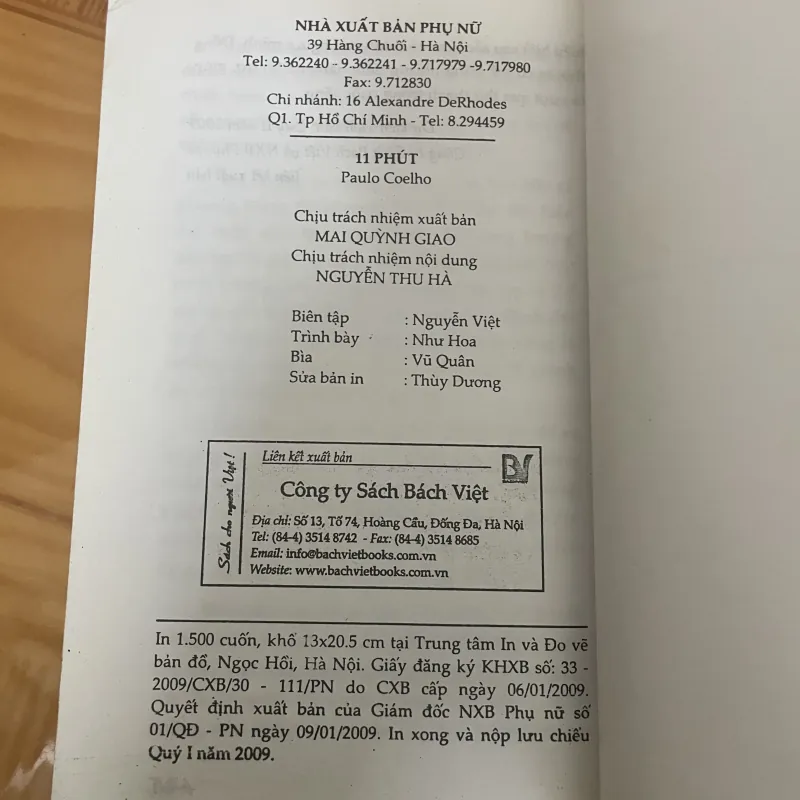 NHÀ XUẤT BẢN PHỤ NỮ
39 Hàng Chuối - Hà Nội
Tel: 9.362240 - 9.362241 - 9.717979 -9.717980
Fax: 9.712830
Chi nhánh: 16 Alexandre DeRhodes
Q1. Tp Hồ Chí Minh - Tel: 8.294459
11 PHÚT
Paulo Coelho
Chịu trách nhiệm xuất bản
MAI QUỲNH GIAO
Chịu trách nhiệm nội dung
NGUYỄN THU HÀ
Biên tập : Nguyễn Việt
Trình bày : Như Hoa
Bìa : Vũ Quân
Sửa bản in : Thùy Dương
Sách cho người Việt!
Liên kết xuất bản
BV
Công ty Sách Bách Việt
Địa chỉ: Số 13, Tổ 74, Hoàng Cầu, Đống Đa, Hà Nội
Tel: (84-4) 3514 8742 - Fax: (84-4) 3514 8685
Email: info@bachvietbooks.com.vn
Website: www.bachvietbooks.com.vn
In 1.500 cuốn, khổ 13x20.5 cm tại Trung tâm In và Đo vẽ
bản đồ, Ngọc Hồi, Hà Nội. Giấy đăng ký KHXB số: 33 -
2009/CXB/30 - 111/PN do CXB cấp ngày 06/01/2009.
Quyết định xuất bản của Giám đốc NXB Phụ nữ số
01/QĐ - PN ngày 09/01/2009. In xong và nộp lưu chiểu
Quý I năm 2009.